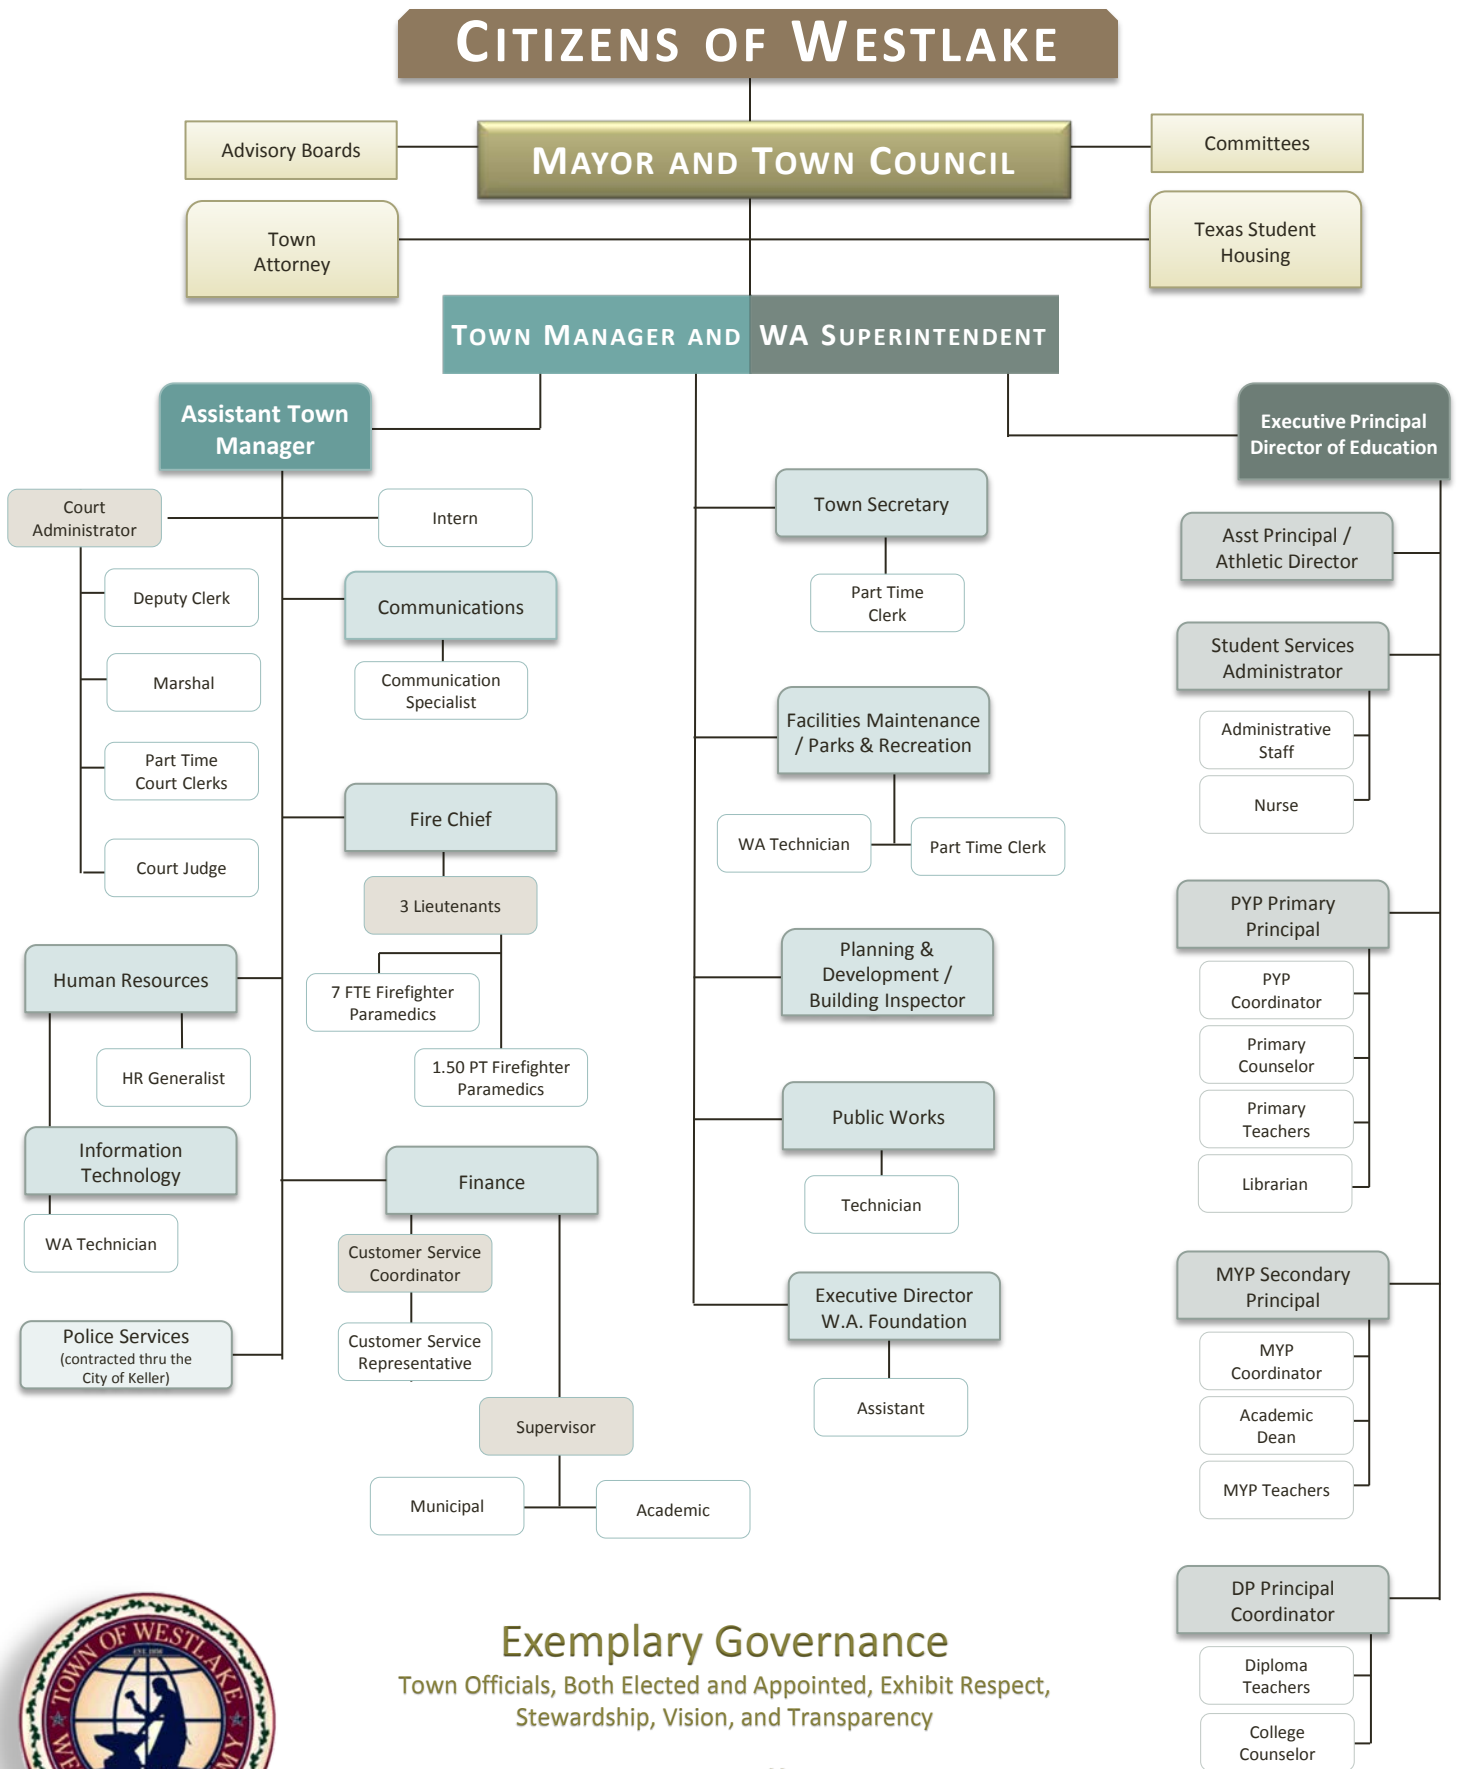 CITIZENS OF WESTLAKE
Advisory Boards
MAYOR AND TOWN COUNCIL
Committees
Town
Attorney
Texas Student
Housing
TOWN MANAGER AND WA SUPERINTENDENT
Assistant Town
Manager
Executive Principal
Director of Education
Court
Administrator
Intern
Deputy Clerk
Marshal
Part Time
Court Clerks
Court Judge
Communications
Communication
Specialist
Fire Chief
3 Lieutenants
7 FTE Firefighter
Paramedics
1.50 PT Firefighter
Paramedics
Human Resources
HR Generalist
Information
Technology
WA Technician
Police Services
(contracted thru the
City of Keller)
Finance
Customer Service
Coordinator
Customer Service
Representative
Supervisor
Municipal
Academic
Town Secretary
Part Time
Clerk
Facilities Maintenance
/ Parks & Recreation
WA Technician
Part Time Clerk
Planning &
Development /
Building Inspector
Public Works
Technician
Executive Director
W.A. Foundation
Assistant
Asst Principal /
Athletic Director
Student Services
Administrator
Administrative
Staff
Nurse
PYP Primary
Principal
PYP
Coordinator
Primary
Counselor
Primary
Teachers
Librarian
MYP Secondary
Principal
MYP
Coordinator
Academic
Dean
MYP Teachers
DP Principal
Coordinator
Diploma
Teachers
College
Counselor
TOWN OF WESTLAKE
Exemplary Governance
Town Officials, Both Elected and Appointed, Exhibit Respect,
Stewardship, Vision, and Transparency